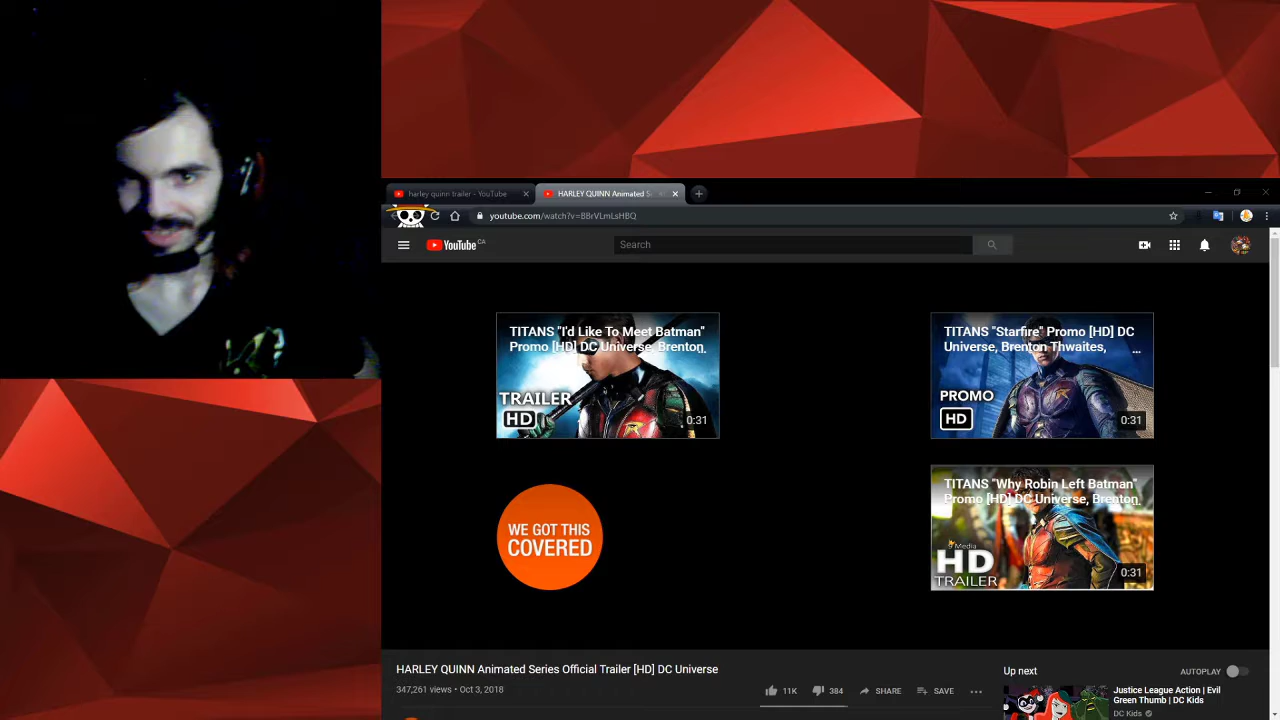 harley quinn trailer - YouTube
HARLEY QUINN Animated Se
youtube.com/watch?v=BBrVLmLsHBQ
YouTube CA
Search
TITANS "I'd Like To Meet Batman"
Promo [HD] DC Universe, Brenton..
TRAILER
HD
0:31
TITANS "Starfire" Promo [HD] DC
Universe, Brenton Thwaites, ...
PROMO
HD
0:31
WE GOT THIS
COVERED
TITANS "Why Robin Left Batman"
Promo [HD] DC Universe, Brenton..
Media
HD
TRAILER
0:31
HARLEY QUINN Animated Series Official Trailer [HD] DC Universe
347,261 views • Oct 3, 2018
11K
384
SHARE
SAVE
Up next
AUTOPLAY
Justice League Action | Evil
Green Thumb | DC Kids
DC Kids